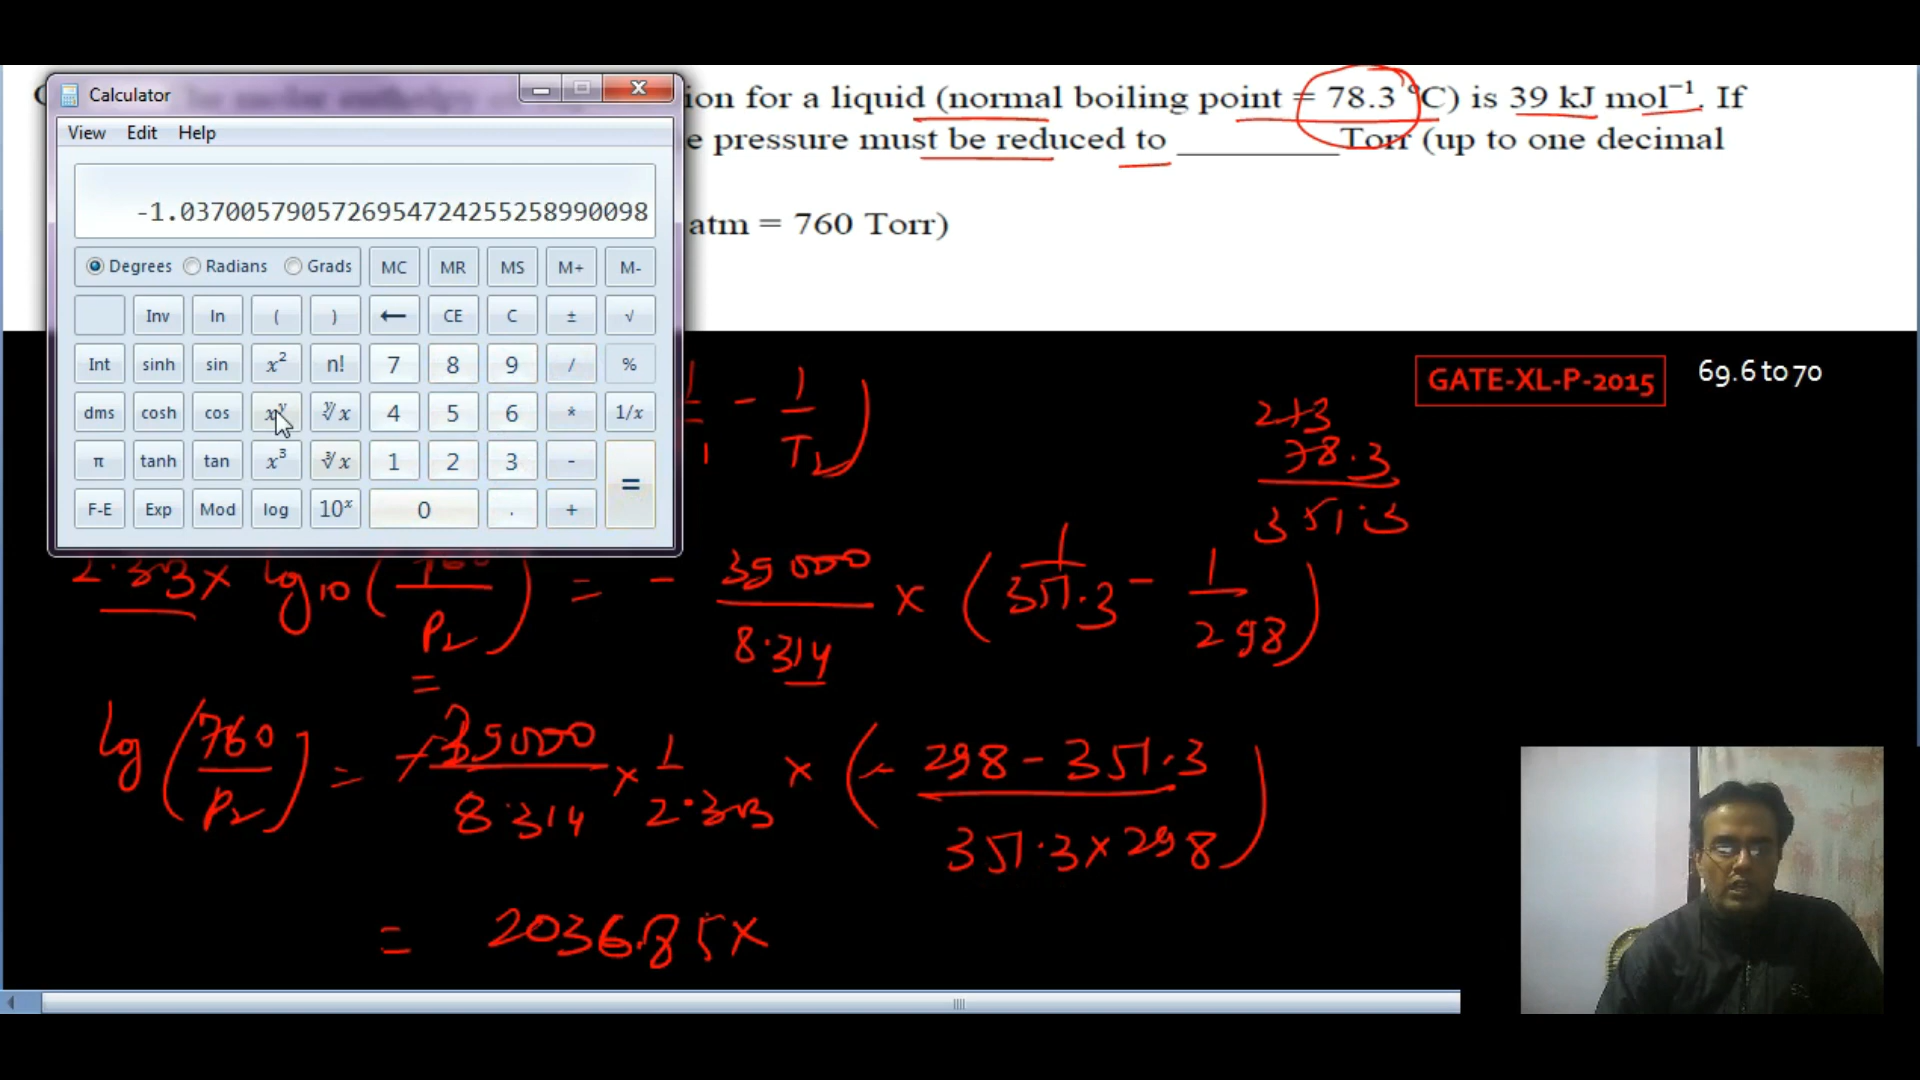 Calculator
View Edit Help
-1.0370057905726954724255258990098
Degrees Radians Grads MC MR MS M+ M-
Inv ln ( ) ← CE C ± √
Int sinh sin x² n! 7 8 9 / %
dms cosh cos x^y ʸ√x 4 5 6 * 1/x
π tanh tan x³ ³√x 1 2 3 - =
F-E Exp Mod log 10ˣ 0 . +
ion for a liquid (normal boiling point = 78.3 °C) is 39 kJ mol⁻¹. If
e pressure must be reduced to ________ Torr (up to one decimal
atm = 760 Torr)
GATE-XL-P-2015 69.6 to 70
- 1/T2)
273
78.3
351.3
2.303 x log10 (760/P2) = - 39000/8.314 x (1/351.3 - 1/298)
=
log (760/P2) = - 39000/8.314 x 1/2.303 x (- 298 - 351.3/351.3 x 298)
= 2036.85 x